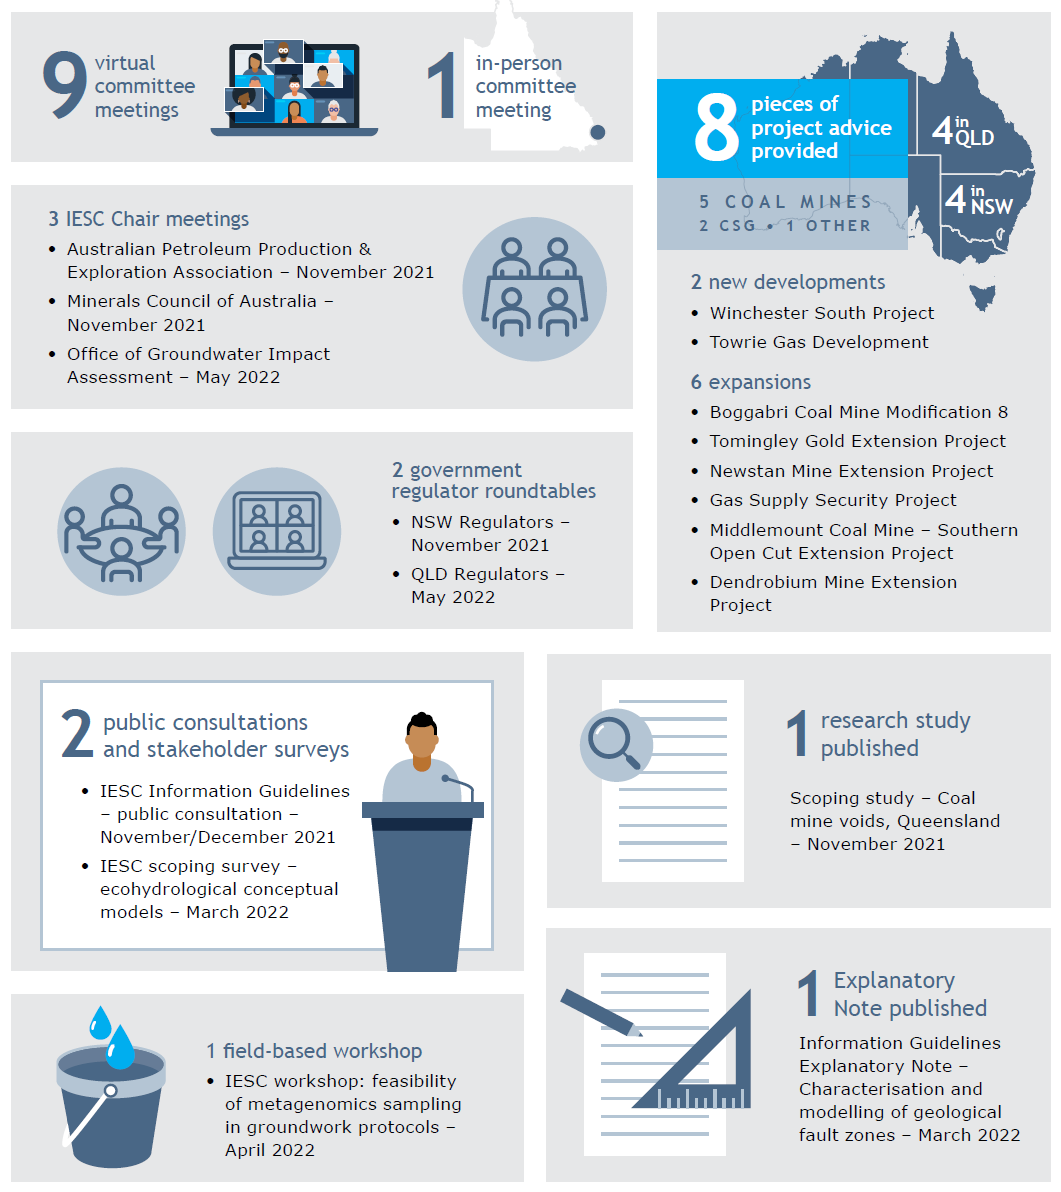 9 virtual
committee
meetings
1 in-person
committee
meeting
3 IESC Chair meetings
• Australian Petroleum Production &
Exploration Association – November 2021
• Minerals Council of Australia –
November 2021
• Office of Groundwater Impact
Assessment – May 2022
2 government
regulator roundtables
• NSW Regulators –
November 2021
• QLD Regulators –
May 2022
8 pieces of
project advice
provided
5 COAL MINES
2 CSG • 1 OTHER
4 in
QLD
4 in
NSW
2 new developments
• Winchester South Project
• Towrie Gas Development
6 expansions
• Boggabri Coal Mine Modification 8
• Tomingley Gold Extension Project
• Newstan Mine Extension Project
• Gas Supply Security Project
• Middlemount Coal Mine – Southern
Open Cut Extension Project
• Dendrobium Mine Extension
Project
2 public consultations
and stakeholder surveys
• IESC Information Guidelines
– public consultation –
November/December 2021
• IESC scoping survey –
ecohydrological conceptual
models – March 2022
1 research study
published
Scoping study – Coal
mine voids, Queensland
– November 2021
1 field-based workshop
• IESC workshop: feasibility
of metagenomics sampling
in groundwork protocols –
April 2022
1 Explanatory
Note published
Information Guidelines
Explanatory Note –
Characterisation and
modelling of geological
fault zones – March 2022